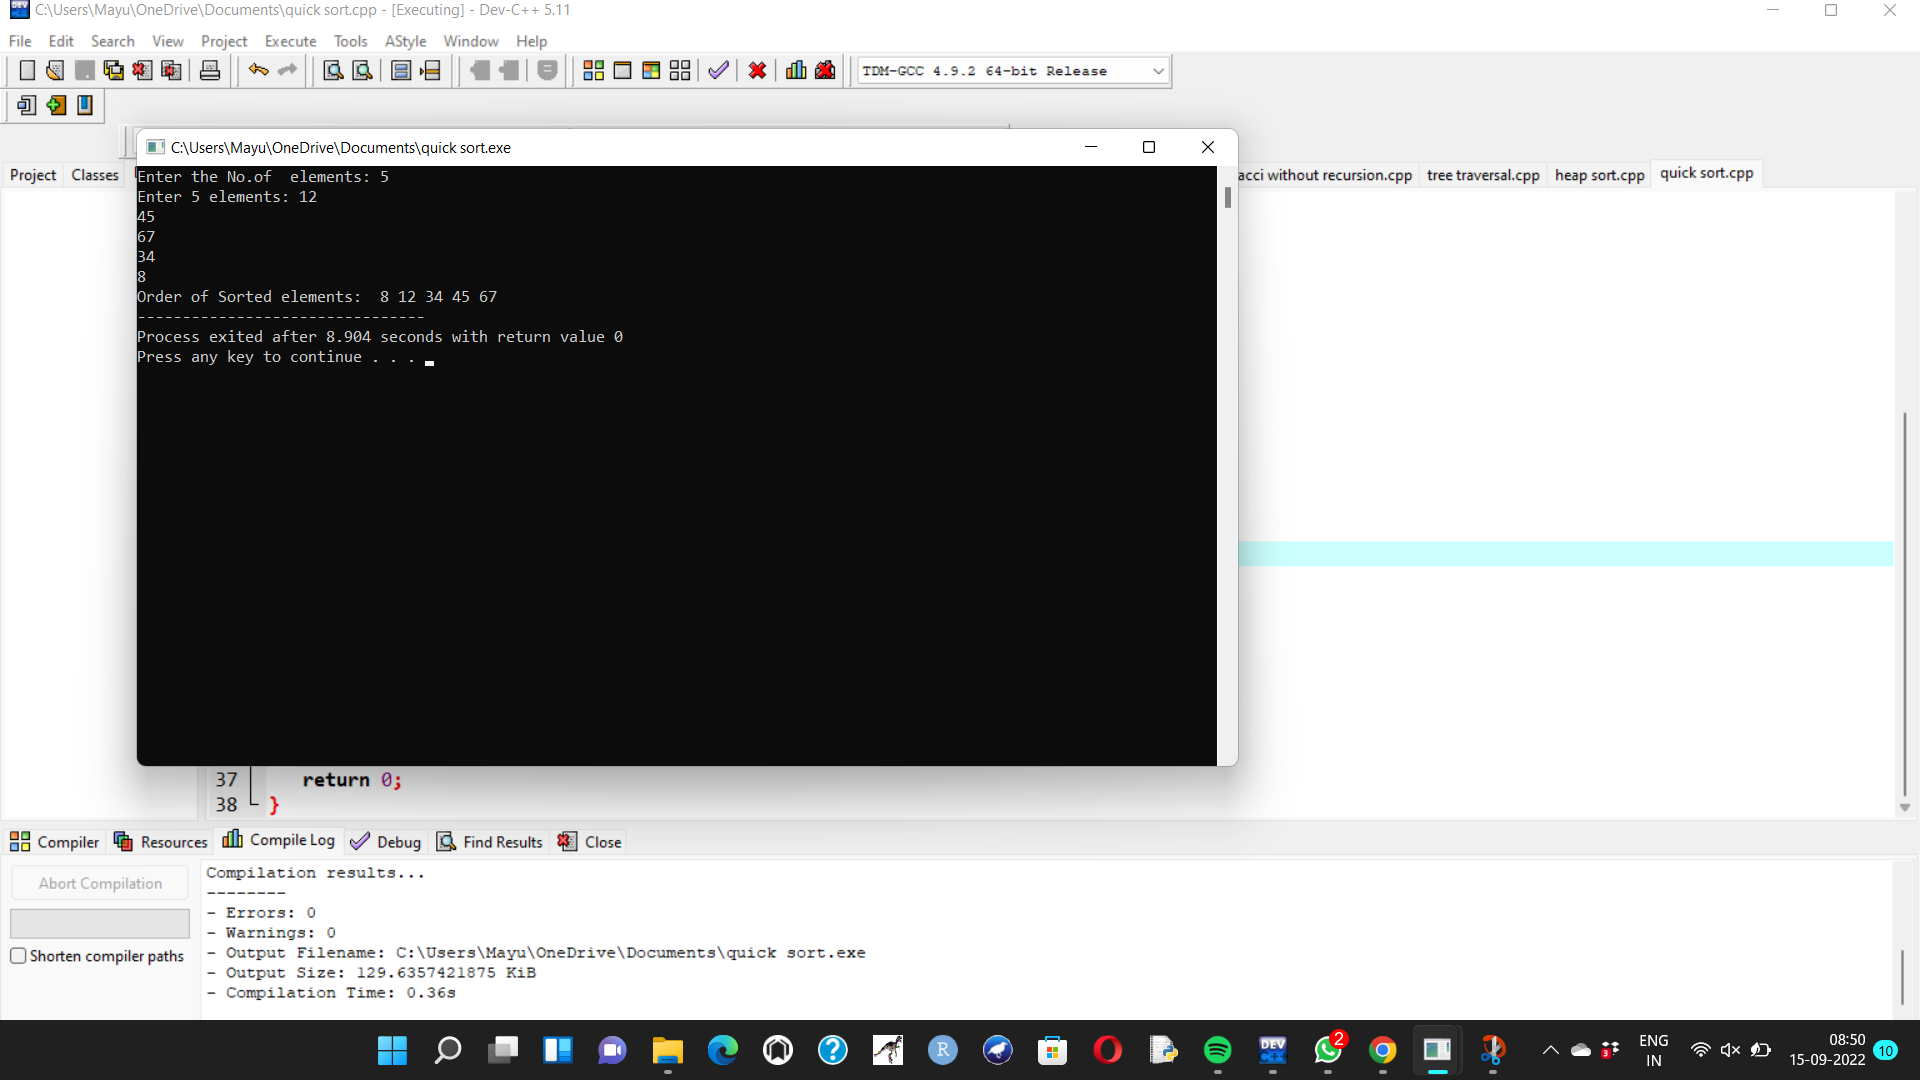 C:\Users\Mayu\OneDrive\Documents\quick sort.cpp - [Executing] - Dev-C++ 5.11
File Edit Search View Project Execute Tools AStyle Window Help
TDM-GCC 4.9.2 64-bit Release
C:\Users\Mayu\OneDrive\Documents\quick sort.exe
Project Classes
acci without recursion.cpp tree traversal.cpp heap sort.cpp quick sort.cpp
Enter the No.of  elements: 5
Enter 5 elements: 12
45
67
34
8
Order of Sorted elements:  8 12 34 45 67
--------------------------------
Process exited after 8.904 seconds with return value 0
Press any key to continue . . .
37 return 0;
38 }
Compiler Resources Compile Log Debug Find Results Close
Abort Compilation
Shorten compiler paths
Compilation results...
--------
- Errors: 0
- Warnings: 0
- Output Filename: C:\Users\Mayu\OneDrive\Documents\quick sort.exe
- Output Size: 129.6357421875 KiB
- Compilation Time: 0.36s
R
DEV
2
3
ENG
IN
08:50
15-09-2022
10